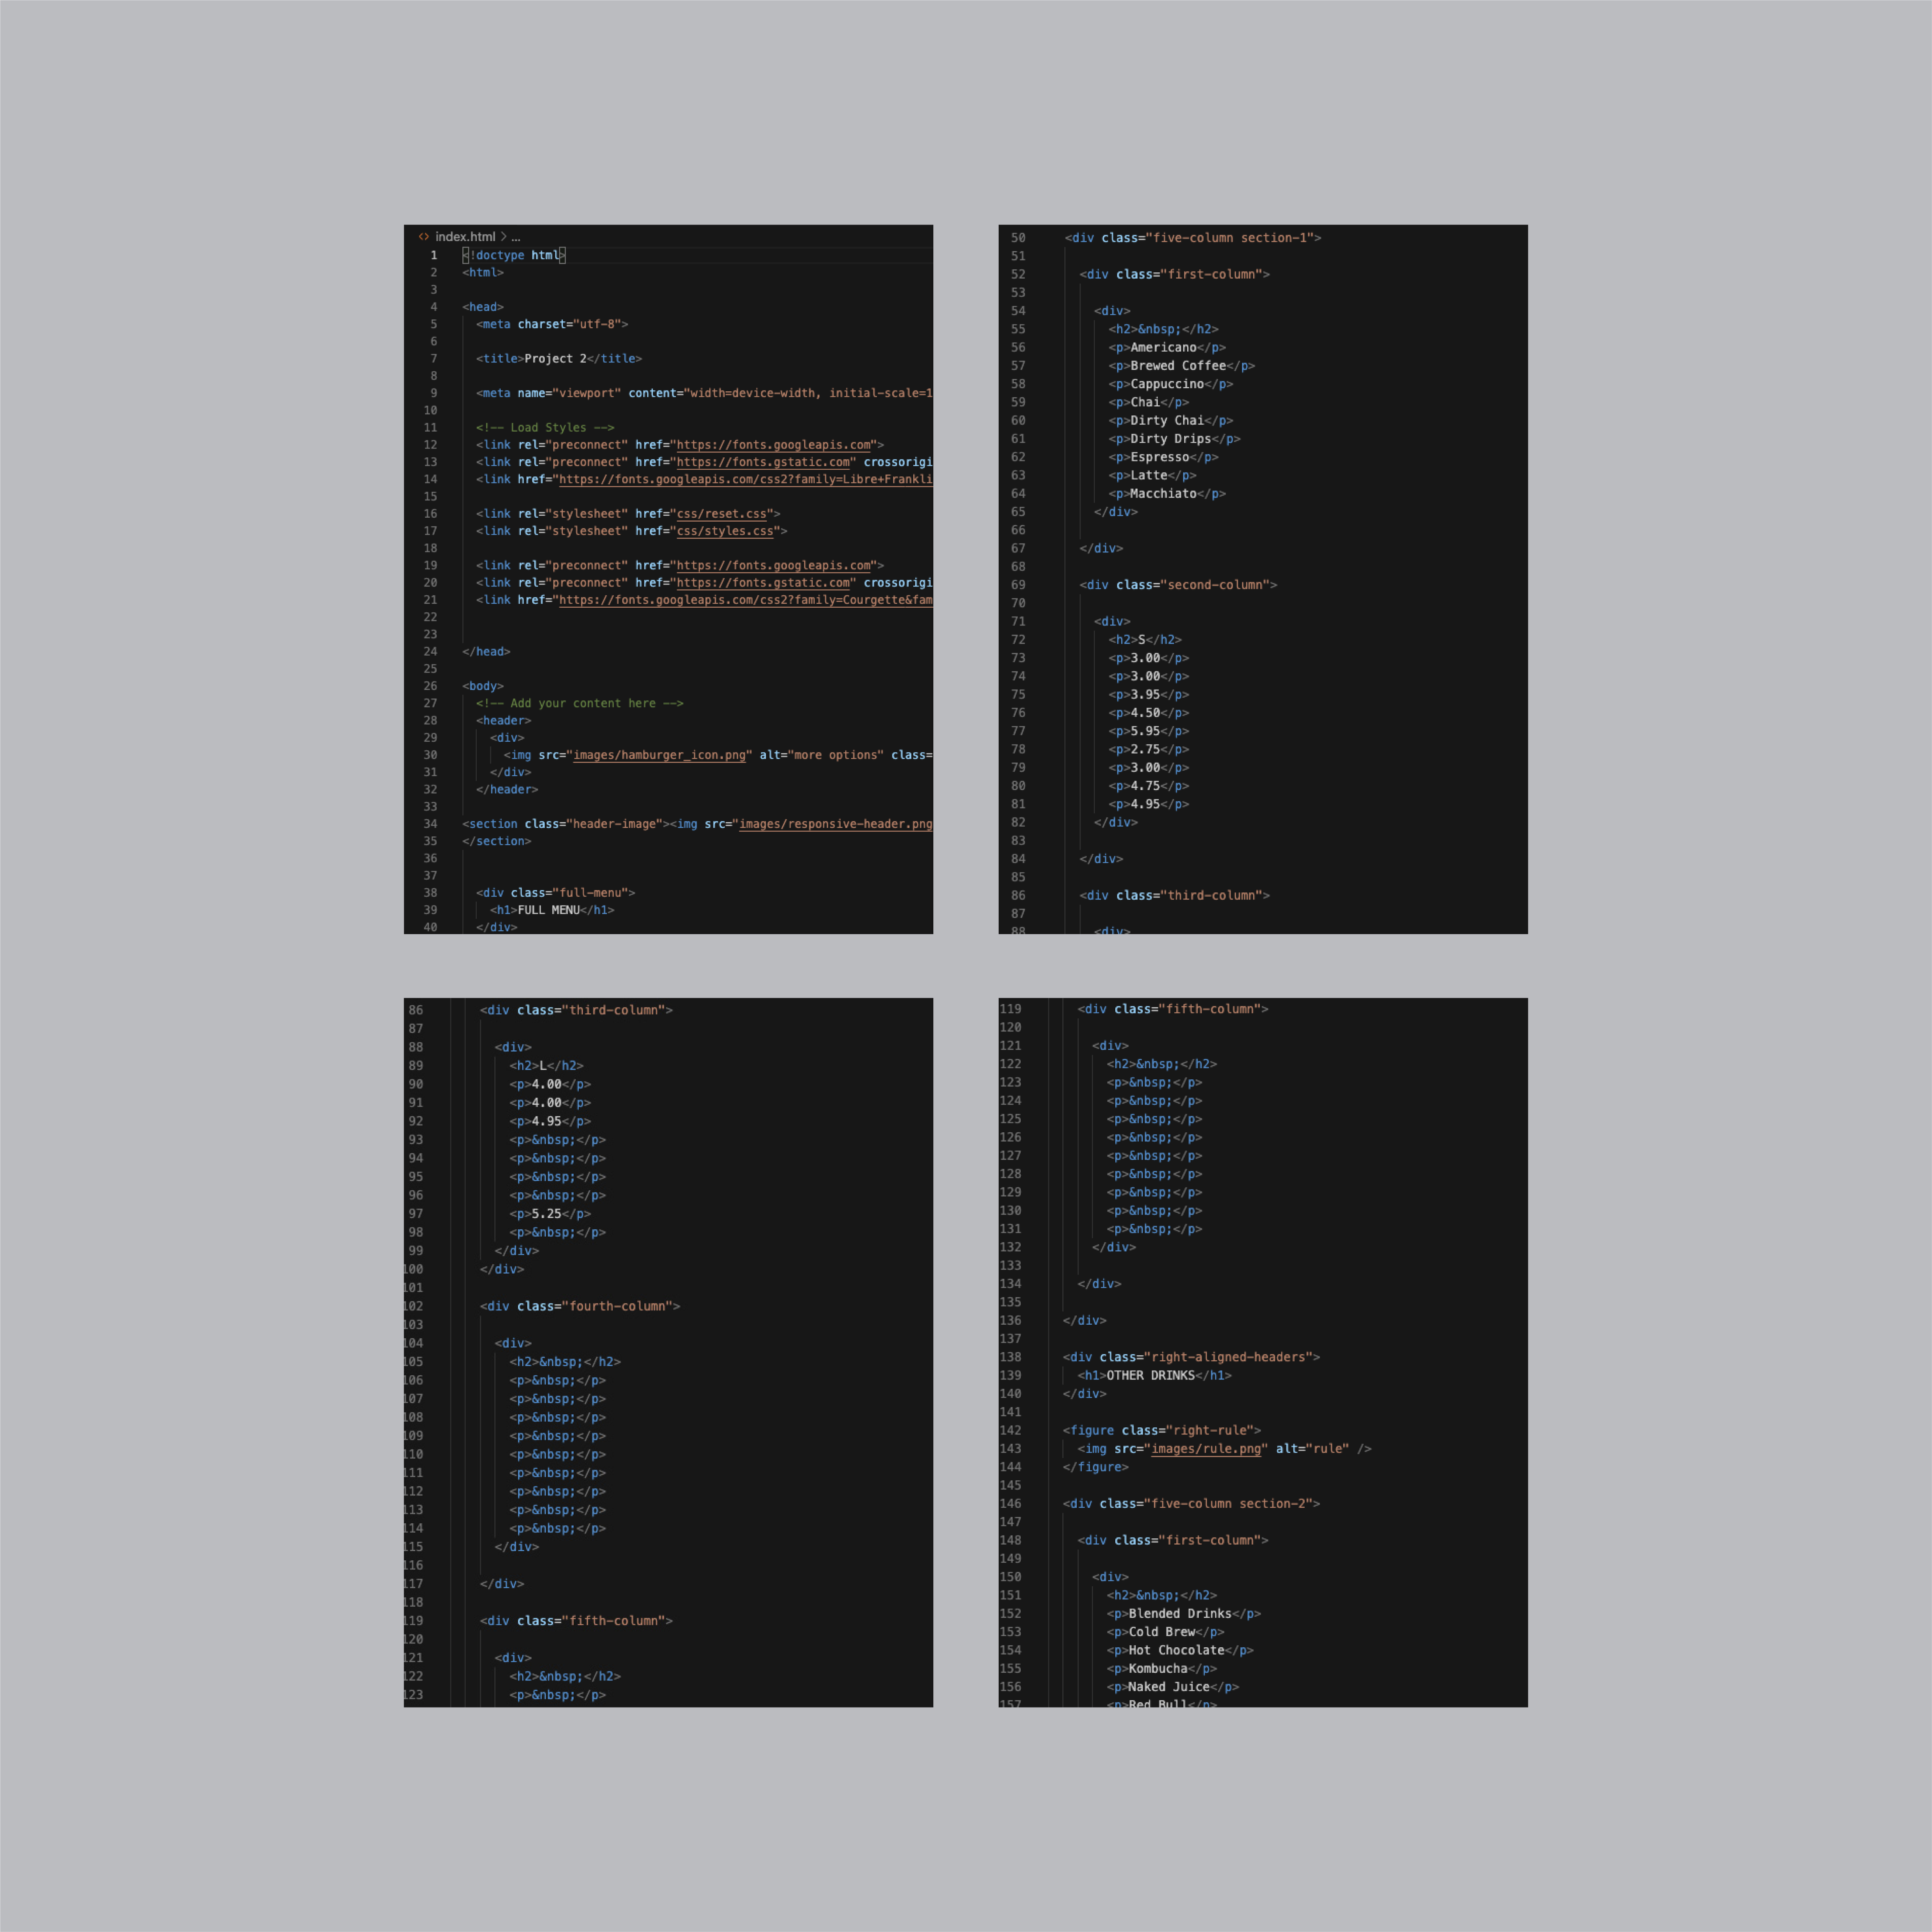 index.html > ...
1 <!doctype html>
2 <html>
3
4 <head>
5 <meta charset="utf-8">
6
7 <title>Project 2</title>
8
9 <meta name="viewport" content="width=device-width, initial-scale=1
10
11 <!-- Load Styles -->
12 <link rel="preconnect" href="https://fonts.googleapis.com">
13 <link rel="preconnect" href="https://fonts.gstatic.com" crossorigi
14 <link href="https://fonts.googleapis.com/css2?family=Libre+Frankli
15
16 <link rel="stylesheet" href="css/reset.css">
17 <link rel="stylesheet" href="css/styles.css">
18
19 <link rel="preconnect" href="https://fonts.googleapis.com">
20 <link rel="preconnect" href="https://fonts.gstatic.com" crossorigi
21 <link href="https://fonts.googleapis.com/css2?family=Courgette&fam
22
23
24 </head>
25
26 <body>
27 <!-- Add your content here -->
28 <header>
29 <div>
30 <img src="images/hamburger_icon.png" alt="more options" class=
31 </div>
32 </header>
33
34 <section class="header-image"><img src="images/responsive-header.png
35 </section>
36
37
38 <div class="full-menu">
39 <h1>FULL MENU</h1>
40 </div>
50 <div class="five-column section-1">
51
52 <div class="first-column">
53
54 <div>
55 <h2>&nbsp;</h2>
56 <p>Americano</p>
57 <p>Brewed Coffee</p>
58 <p>Cappuccino</p>
59 <p>Chai</p>
60 <p>Dirty Chai</p>
61 <p>Dirty Drips</p>
62 <p>Espresso</p>
63 <p>Latte</p>
64 <p>Macchiato</p>
65 </div>
66
67 </div>
68
69 <div class="second-column">
70
71 <div>
72 <h2>S</h2>
73 <p>3.00</p>
74 <p>3.00</p>
75 <p>3.95</p>
76 <p>4.50</p>
77 <p>5.95</p>
78 <p>2.75</p>
79 <p>3.00</p>
80 <p>4.75</p>
81 <p>4.95</p>
82 </div>
83
84 </div>
85
86 <div class="third-column">
87
88 <div>
86 <div class="third-column">
87
88 <div>
89 <h2>L</h2>
90 <p>4.00</p>
91 <p>4.00</p>
92 <p>4.95</p>
93 <p>&nbsp;</p>
94 <p>&nbsp;</p>
95 <p>&nbsp;</p>
96 <p>&nbsp;</p>
97 <p>5.25</p>
98 <p>&nbsp;</p>
99 </div>
100 </div>
101
102 <div class="fourth-column">
103
104 <div>
105 <h2>&nbsp;</h2>
106 <p>&nbsp;</p>
107 <p>&nbsp;</p>
108 <p>&nbsp;</p>
109 <p>&nbsp;</p>
110 <p>&nbsp;</p>
111 <p>&nbsp;</p>
112 <p>&nbsp;</p>
113 <p>&nbsp;</p>
114 <p>&nbsp;</p>
115 </div>
116
117 </div>
118
119 <div class="fifth-column">
120
121 <div>
122 <h2>&nbsp;</h2>
123 <p>&nbsp;</p>
119 <div class="fifth-column">
120
121 <div>
122 <h2>&nbsp;</h2>
123 <p>&nbsp;</p>
124 <p>&nbsp;</p>
125 <p>&nbsp;</p>
126 <p>&nbsp;</p>
127 <p>&nbsp;</p>
128 <p>&nbsp;</p>
129 <p>&nbsp;</p>
130 <p>&nbsp;</p>
131 <p>&nbsp;</p>
132 </div>
133
134 </div>
135
136 </div>
137
138 <div class="right-aligned-headers">
139 <h1>OTHER DRINKS</h1>
140 </div>
141
142 <figure class="right-rule">
143 <img src="images/rule.png" alt="rule" />
144 </figure>
145
146 <div class="five-column section-2">
147
148 <div class="first-column">
149
150 <div>
151 <h2>&nbsp;</h2>
152 <p>Blended Drinks</p>
153 <p>Cold Brew</p>
154 <p>Hot Chocolate</p>
155 <p>Kombucha</p>
156 <p>Naked Juice</p>
157 <p>Red Bull</p>